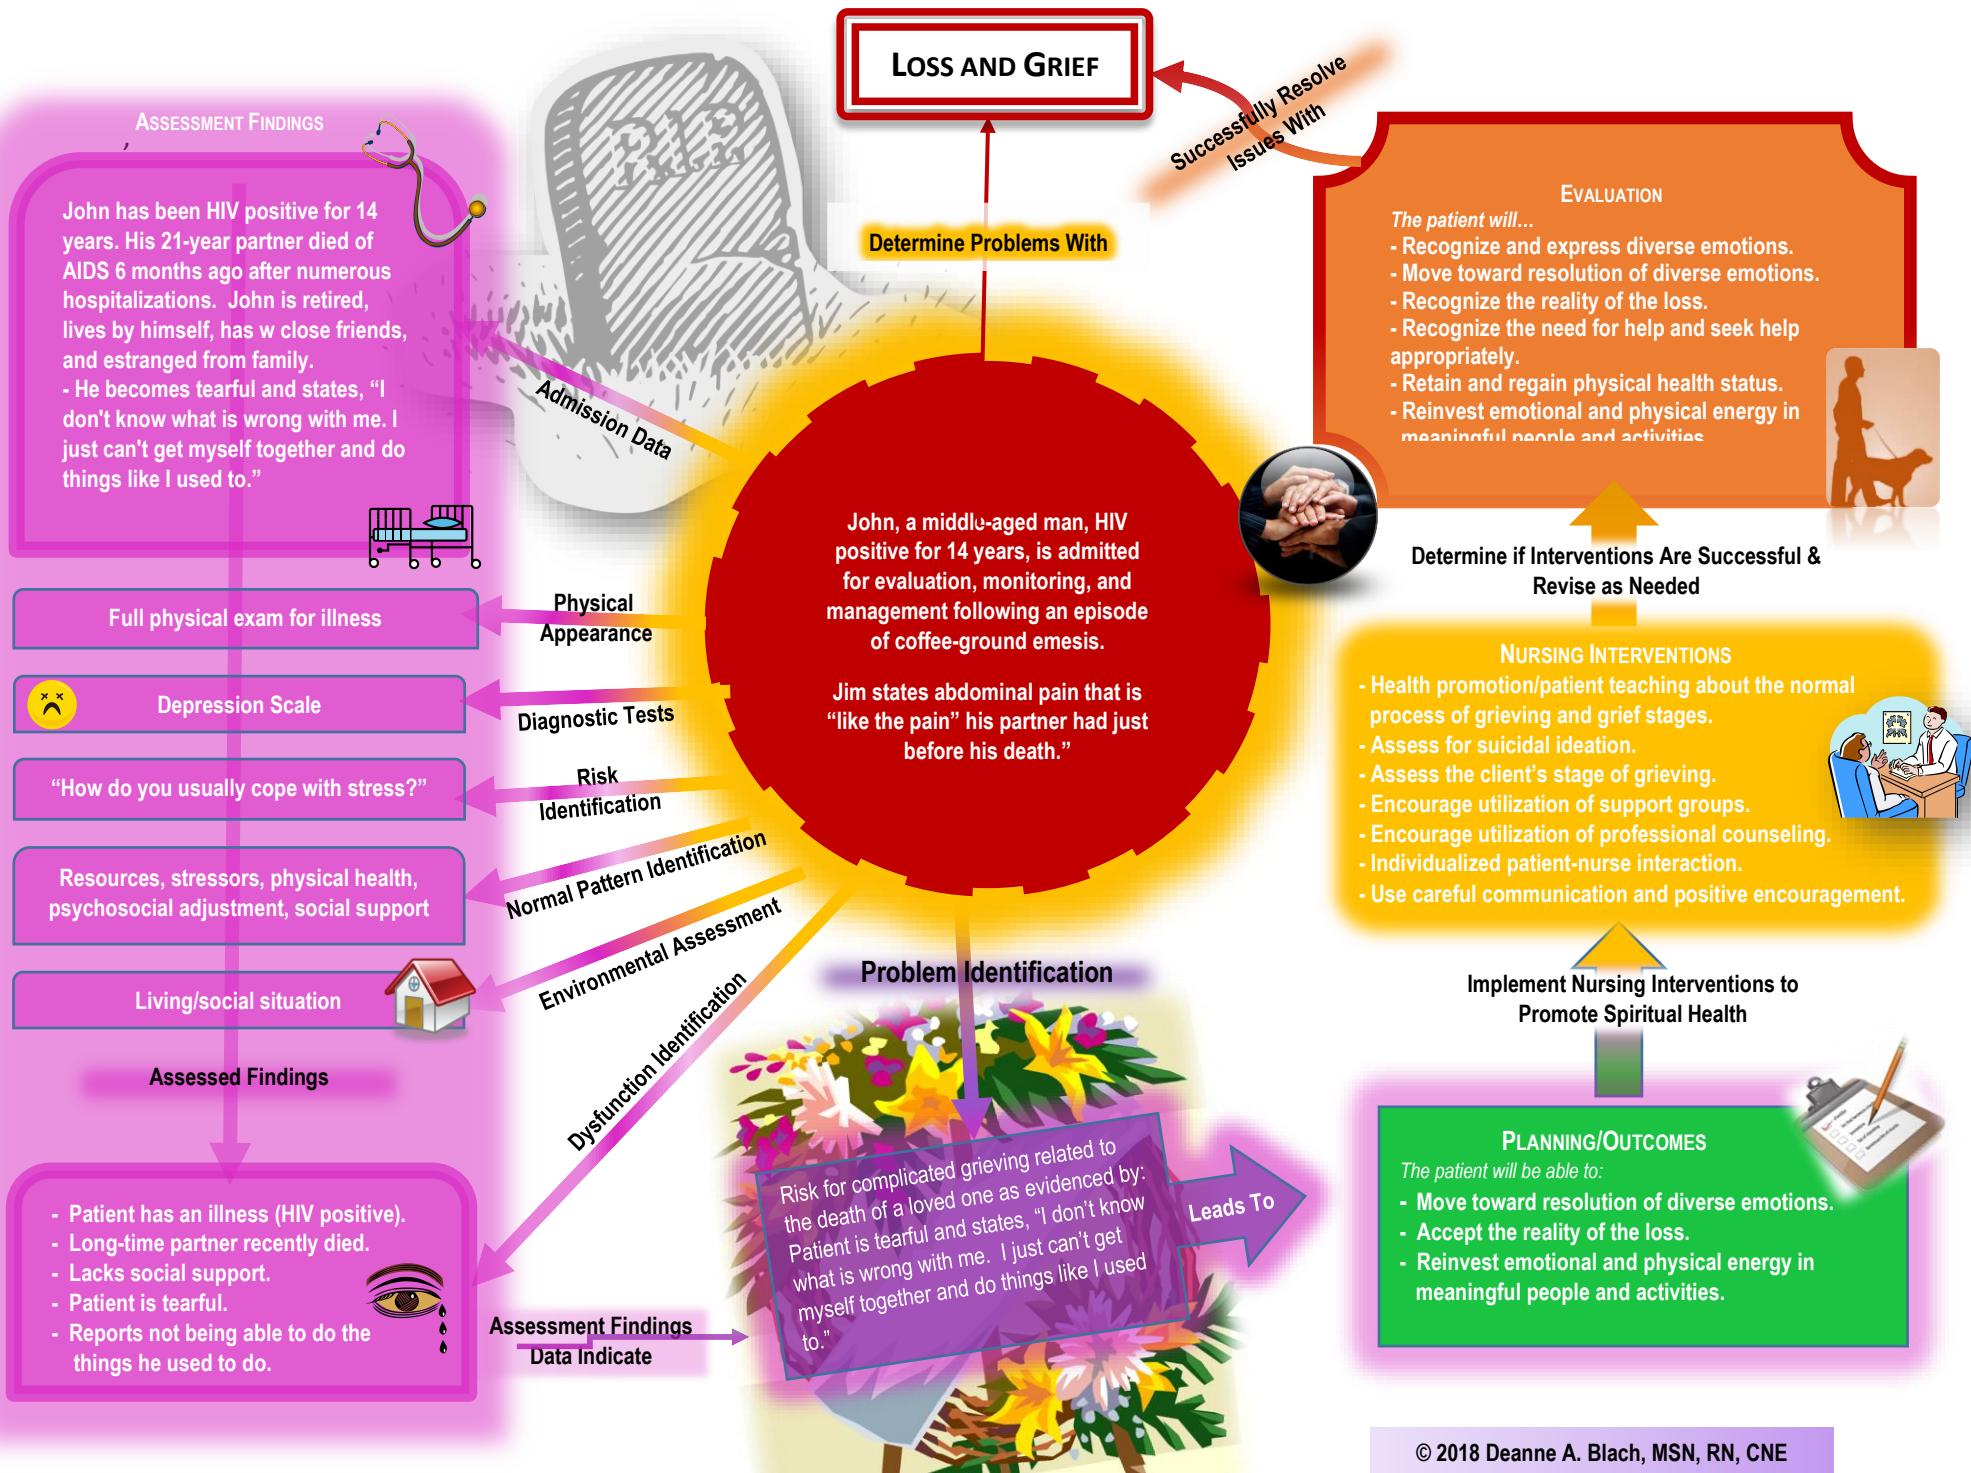 LOSS AND GRIEF
R.I.P.
Successfully Resolve
Issues With
Determine Problems With
ASSESSMENT FINDINGS
,
John has been HIV positive for 14
years. His 21-year partner died of
AIDS 6 months ago after numerous
hospitalizations. John is retired,
lives by himself, has w close friends,
and estranged from family.
- He becomes tearful and states, “I
don't know what is wrong with me. I
just can't get myself together and do
things like I used to.”
Admission Data
Full physical exam for illness
Physical
Appearance
Depression Scale
Diagnostic Tests
“How do you usually cope with stress?”
Risk
Identification
Resources, stressors, physical health,
psychosocial adjustment, social support
Normal Pattern Identification
Living/social situation
Environmental Assessment
Dysfunction Identification
Assessed Findings
- Patient has an illness (HIV positive).
- Long-time partner recently died.
- Lacks social support.
- Patient is tearful.
- Reports not being able to do the
things he used to do.
Assessment Findings
Data Indicate
John, a middle-aged man, HIV
positive for 14 years, is admitted
for evaluation, monitoring, and
management following an episode
of coffee-ground emesis.
Jim states abdominal pain that is
“like the pain” his partner had just
before his death.”
Problem Identification
Risk for complicated grieving related to
the death of a loved one as evidenced by:
Patient is tearful and states, “I don’t know
what is wrong with me. I just can’t get
myself together and do things like I used
to.”
Leads To
PLANNING/OUTCOMES
The patient will be able to:
- Move toward resolution of diverse emotions.
- Accept the reality of the loss.
- Reinvest emotional and physical energy in
meaningful people and activities.
Implement Nursing Interventions to
Promote Spiritual Health
NURSING INTERVENTIONS
- Health promotion/patient teaching about the normal
process of grieving and grief stages.
- Assess for suicidal ideation.
- Assess the client’s stage of grieving.
- Encourage utilization of support groups.
- Encourage utilization of professional counseling.
- Individualized patient-nurse interaction.
- Use careful communication and positive encouragement.
Determine if Interventions Are Successful &
Revise as Needed
EVALUATION
The patient will...
- Recognize and express diverse emotions.
- Move toward resolution of diverse emotions.
- Recognize the reality of the loss.
- Recognize the need for help and seek help
appropriately.
- Retain and regain physical health status.
- Reinvest emotional and physical energy in
meaningful people and activities
© 2018 Deanne A. Blach, MSN, RN, CNE